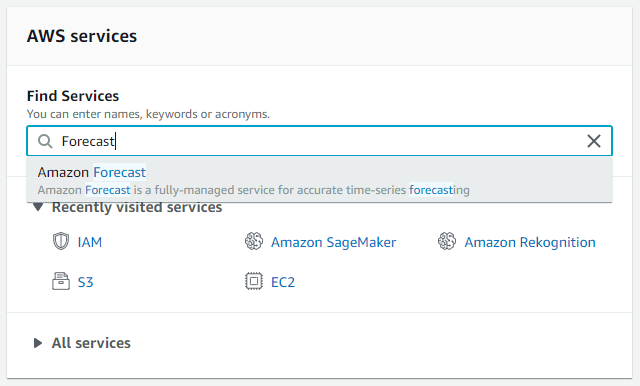 AWS services
Find Services
You can enter names, keywords or acronyms.
Forecast
Amazon Forecast
Amazon Forecast is a fully-managed service for accurate time-series forecasting
Recently visited services
IAM
Amazon SageMaker
Amazon Rekognition
S3
EC2
All services